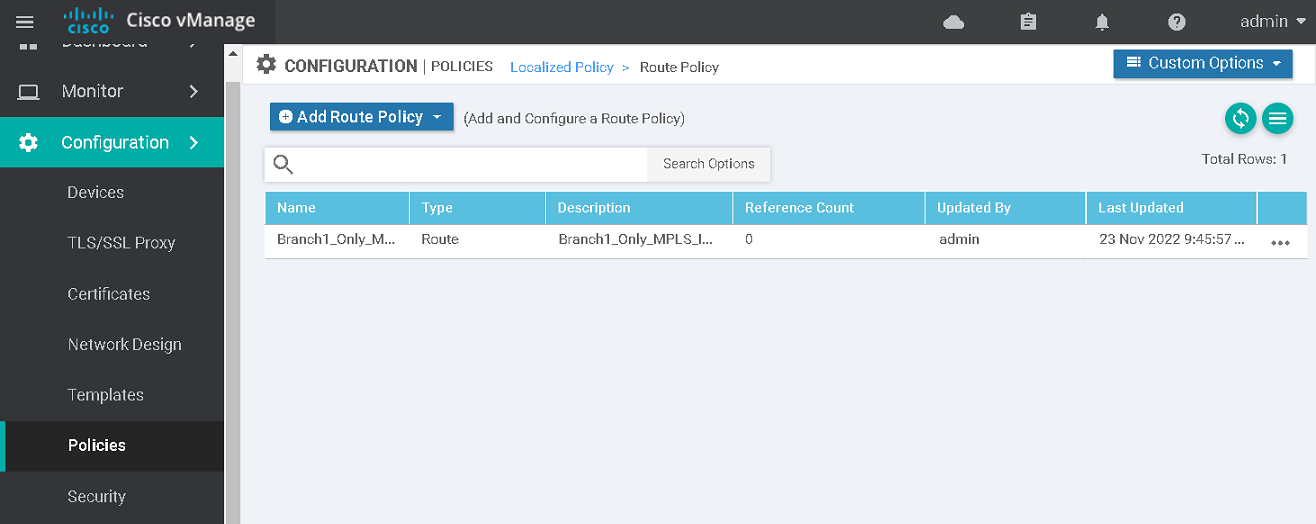 cisco Cisco vManage
admin
Dashboard
Monitor
Configuration
Devices
TLS/SSL Proxy
Certificates
Network Design
Templates
Policies
Security
CONFIGURATION | POLICIES Localized Policy > Route Policy
Custom Options
Add Route Policy (Add and Configure a Route Policy)
Search Options
Total Rows: 1
Name Type Description Reference Count Updated By Last Updated
Branch1_Only_M... Route Branch1_Only_MPLS_I... 0 admin 23 Nov 2022 9:45:57 ...